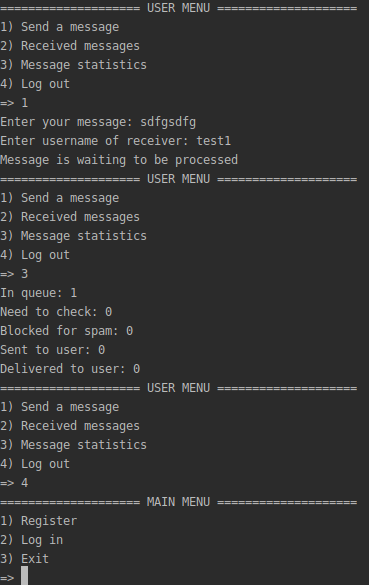 ==================== USER MENU ====================
1) Send a message
2) Received messages
3) Message statistics
4) Log out
=> 1
Enter your message: sdfgsdfg
Enter username of receiver: test1
Message is waiting to be processed
==================== USER MENU ====================
1) Send a message
2) Received messages
3) Message statistics
4) Log out
=> 3
In queue: 1
Need to check: 0
Blocked for spam: 0
Sent to user: 0
Delivered to user: 0
==================== USER MENU ====================
1) Send a message
2) Received messages
3) Message statistics
4) Log out
=> 4
==================== MAIN MENU ====================
1) Register
2) Log in
3) Exit
=>